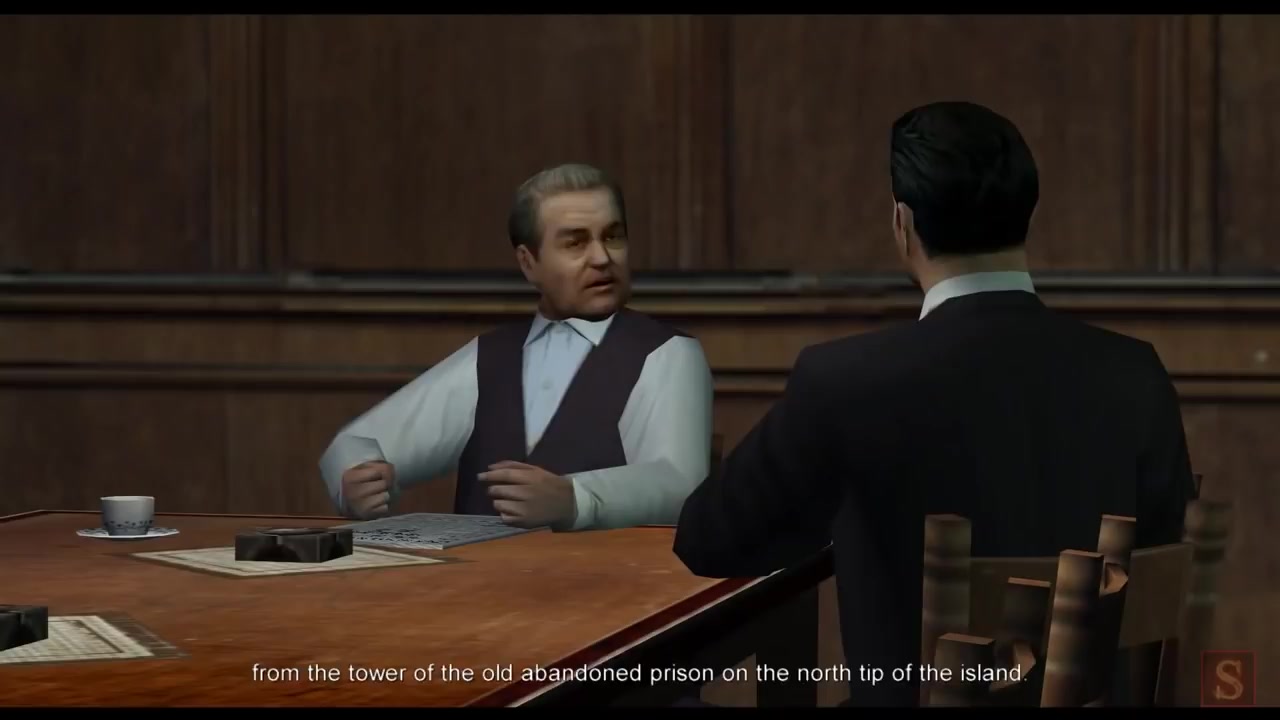 from the tower of the old abandoned prison on the north tip of the island.
S